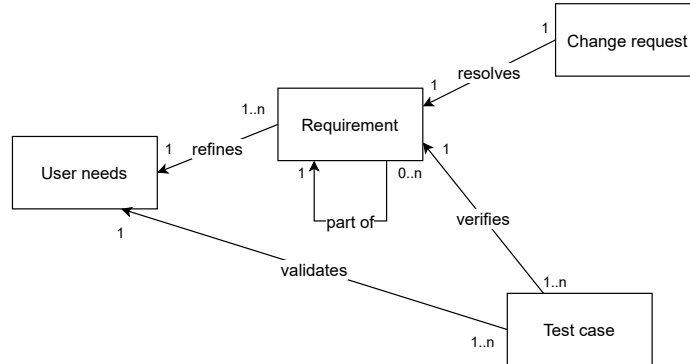 1
Change request
1
resolves
1..n
Requirement
1
refines
1
User needs
1
0..n
part of
verifies
1
validates
1..n
1..n
Test case